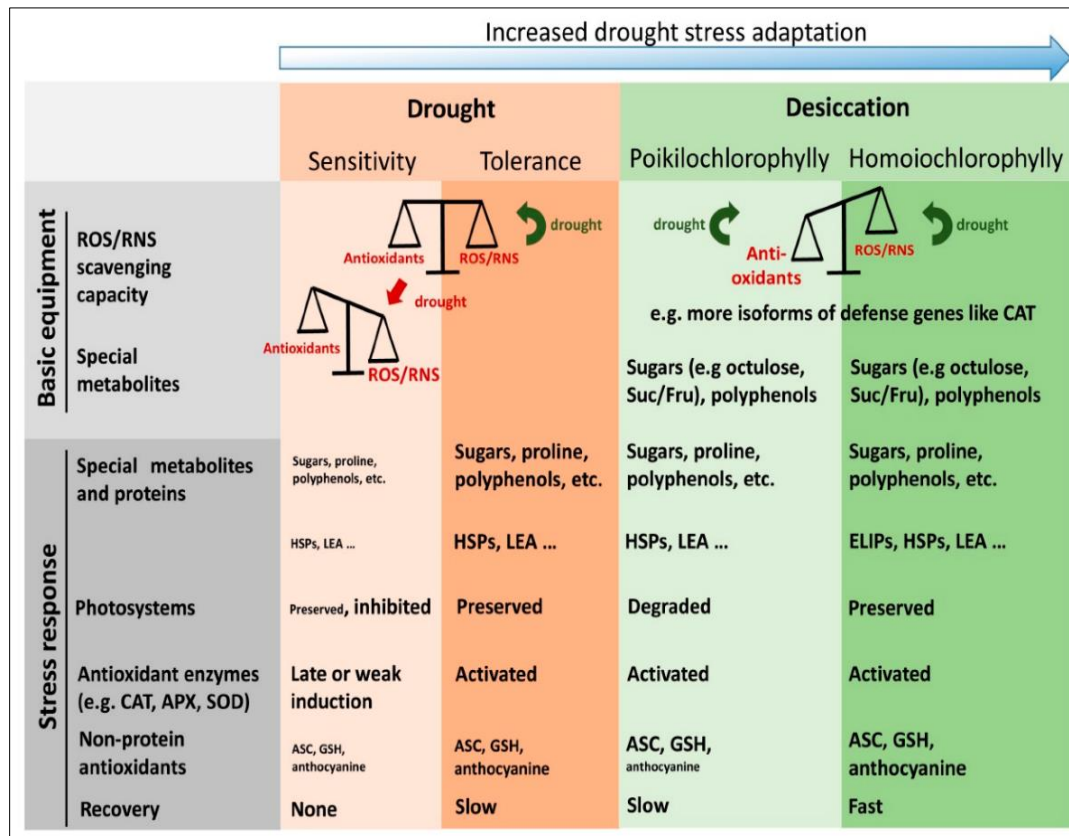 Increased drought stress adaptation
Drought
Desiccation
Sensitivity
Tolerance
Poikilochlorophylly
Homoiochlorophylly
Basic equipment
ROS/RNS
scavenging
capacity
Antioxidants
ROS/RNS
drought
drought
Antioxidants
ROS/RNS
drought
Anti-
oxidants
ROS/RNS
drought
e.g. more isoforms of defense genes like CAT
Special
metabolites
Sugars (e.g octulose,
Suc/Fru), polyphenols
Sugars (e.g octulose,
Suc/Fru), polyphenols
Stress response
Special metabolites
and proteins
Sugars, proline,
polyphenols, etc.
Sugars, proline,
polyphenols, etc.
Sugars, proline,
polyphenols, etc.
Sugars, proline,
polyphenols, etc.
HSPs, LEA ...
HSPs, LEA ...
HSPs, LEA ...
ELIPs, HSPs, LEA ...
Photosystems
Preserved, inhibited
Preserved
Degraded
Preserved
Antioxidant enzymes
(e.g. CAT, APX, SOD)
Late or weak
induction
Activated
Activated
Activated
Non-protein
antioxidants
ASC, GSH,
anthocyanine
ASC, GSH,
anthocyanine
ASC, GSH,
anthocyanine
ASC, GSH,
anthocyanine
Recovery
None
Slow
Slow
Fast